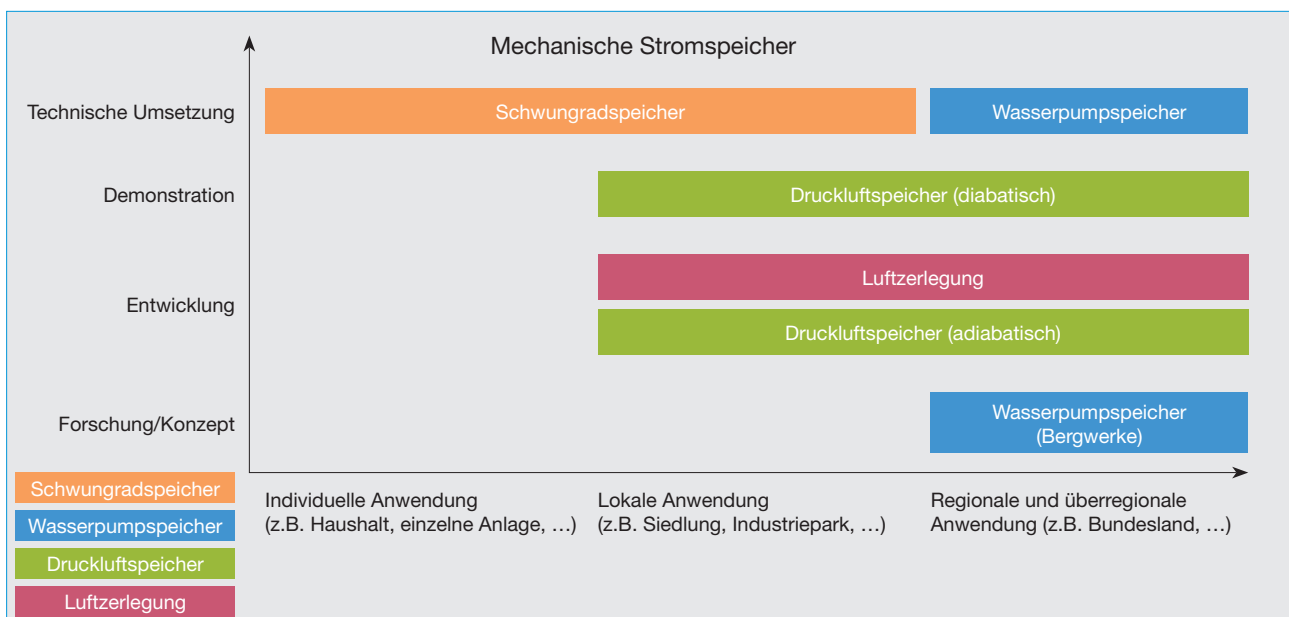 Mechanische Stromspeicher
Technische Umsetzung
Schwungradspeicher
Wasserpumpspeicher
Demonstration
Druckluftspeicher (diabatisch)
Entwicklung
Luftzerlegung
Druckluftspeicher (adiabatisch)
Forschung/Konzept
Wasserpumpspeicher
(Bergwerke)
Individuelle Anwendung
(z.B. Haushalt, einzelne Anlage, …)
Lokale Anwendung
(z.B. Siedlung, Industriepark, …)
Regionale und überregionale
Anwendung (z.B. Bundesland, …)
Schwungradspeicher
Wasserpumpspeicher
Druckluftspeicher
Luftzerlegung